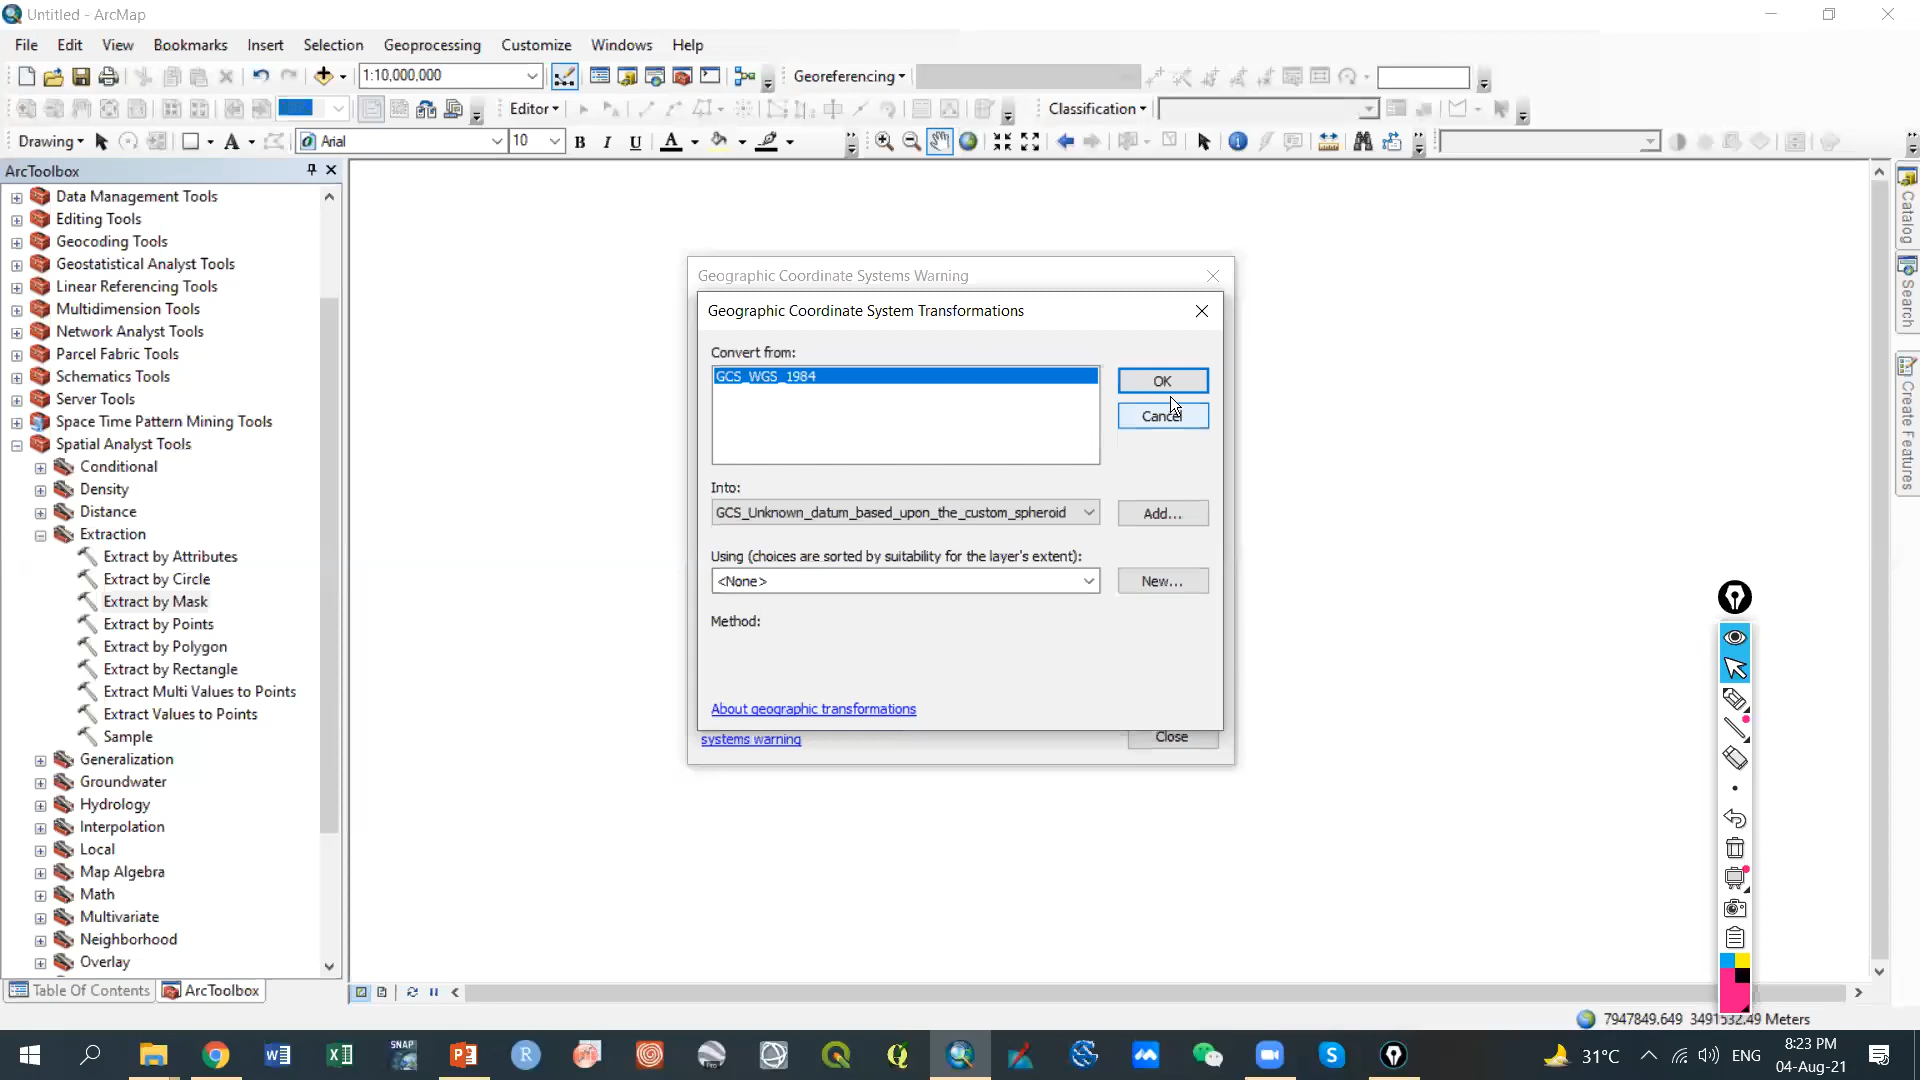 Untitled - ArcMap
File Edit View Bookmarks Insert Selection Geoprocessing Customize Windows Help
1:10,000,000 Georeferencing
Editor Classification
Drawing A Arial 10 B I U A
ArcToolbox
Data Management Tools
Editing Tools
Geocoding Tools
Geostatistical Analyst Tools
Linear Referencing Tools
Multidimension Tools
Network Analyst Tools
Parcel Fabric Tools
Schematics Tools
Server Tools
Space Time Pattern Mining Tools
Spatial Analyst Tools
Conditional
Density
Distance
Extraction
Extract by Attributes
Extract by Circle
Extract by Mask
Extract by Points
Extract by Polygon
Extract by Rectangle
Extract Multi Values to Points
Extract Values to Points
Sample
Generalization
Groundwater
Hydrology
Interpolation
Local
Map Algebra
Math
Multivariate
Neighborhood
Overlay
Table Of Contents ArcToolbox
Geographic Coordinate Systems Warning
Geographic Coordinate System Transformations
Convert from:
GCS_WGS_1984
OK
Cancel
Into:
GCS_Unknown_datum_based_upon_the_custom_spheroid
Add...
Using (choices are sorted by suitability for the layer's extent):
<None>
New...
Method:
About geographic transformations
systems warning
Close
Catalog
Search
Create Features
7947849.649 3491532.49 Meters
SNAP
31°C ENG
8:23 PM
04-Aug-21